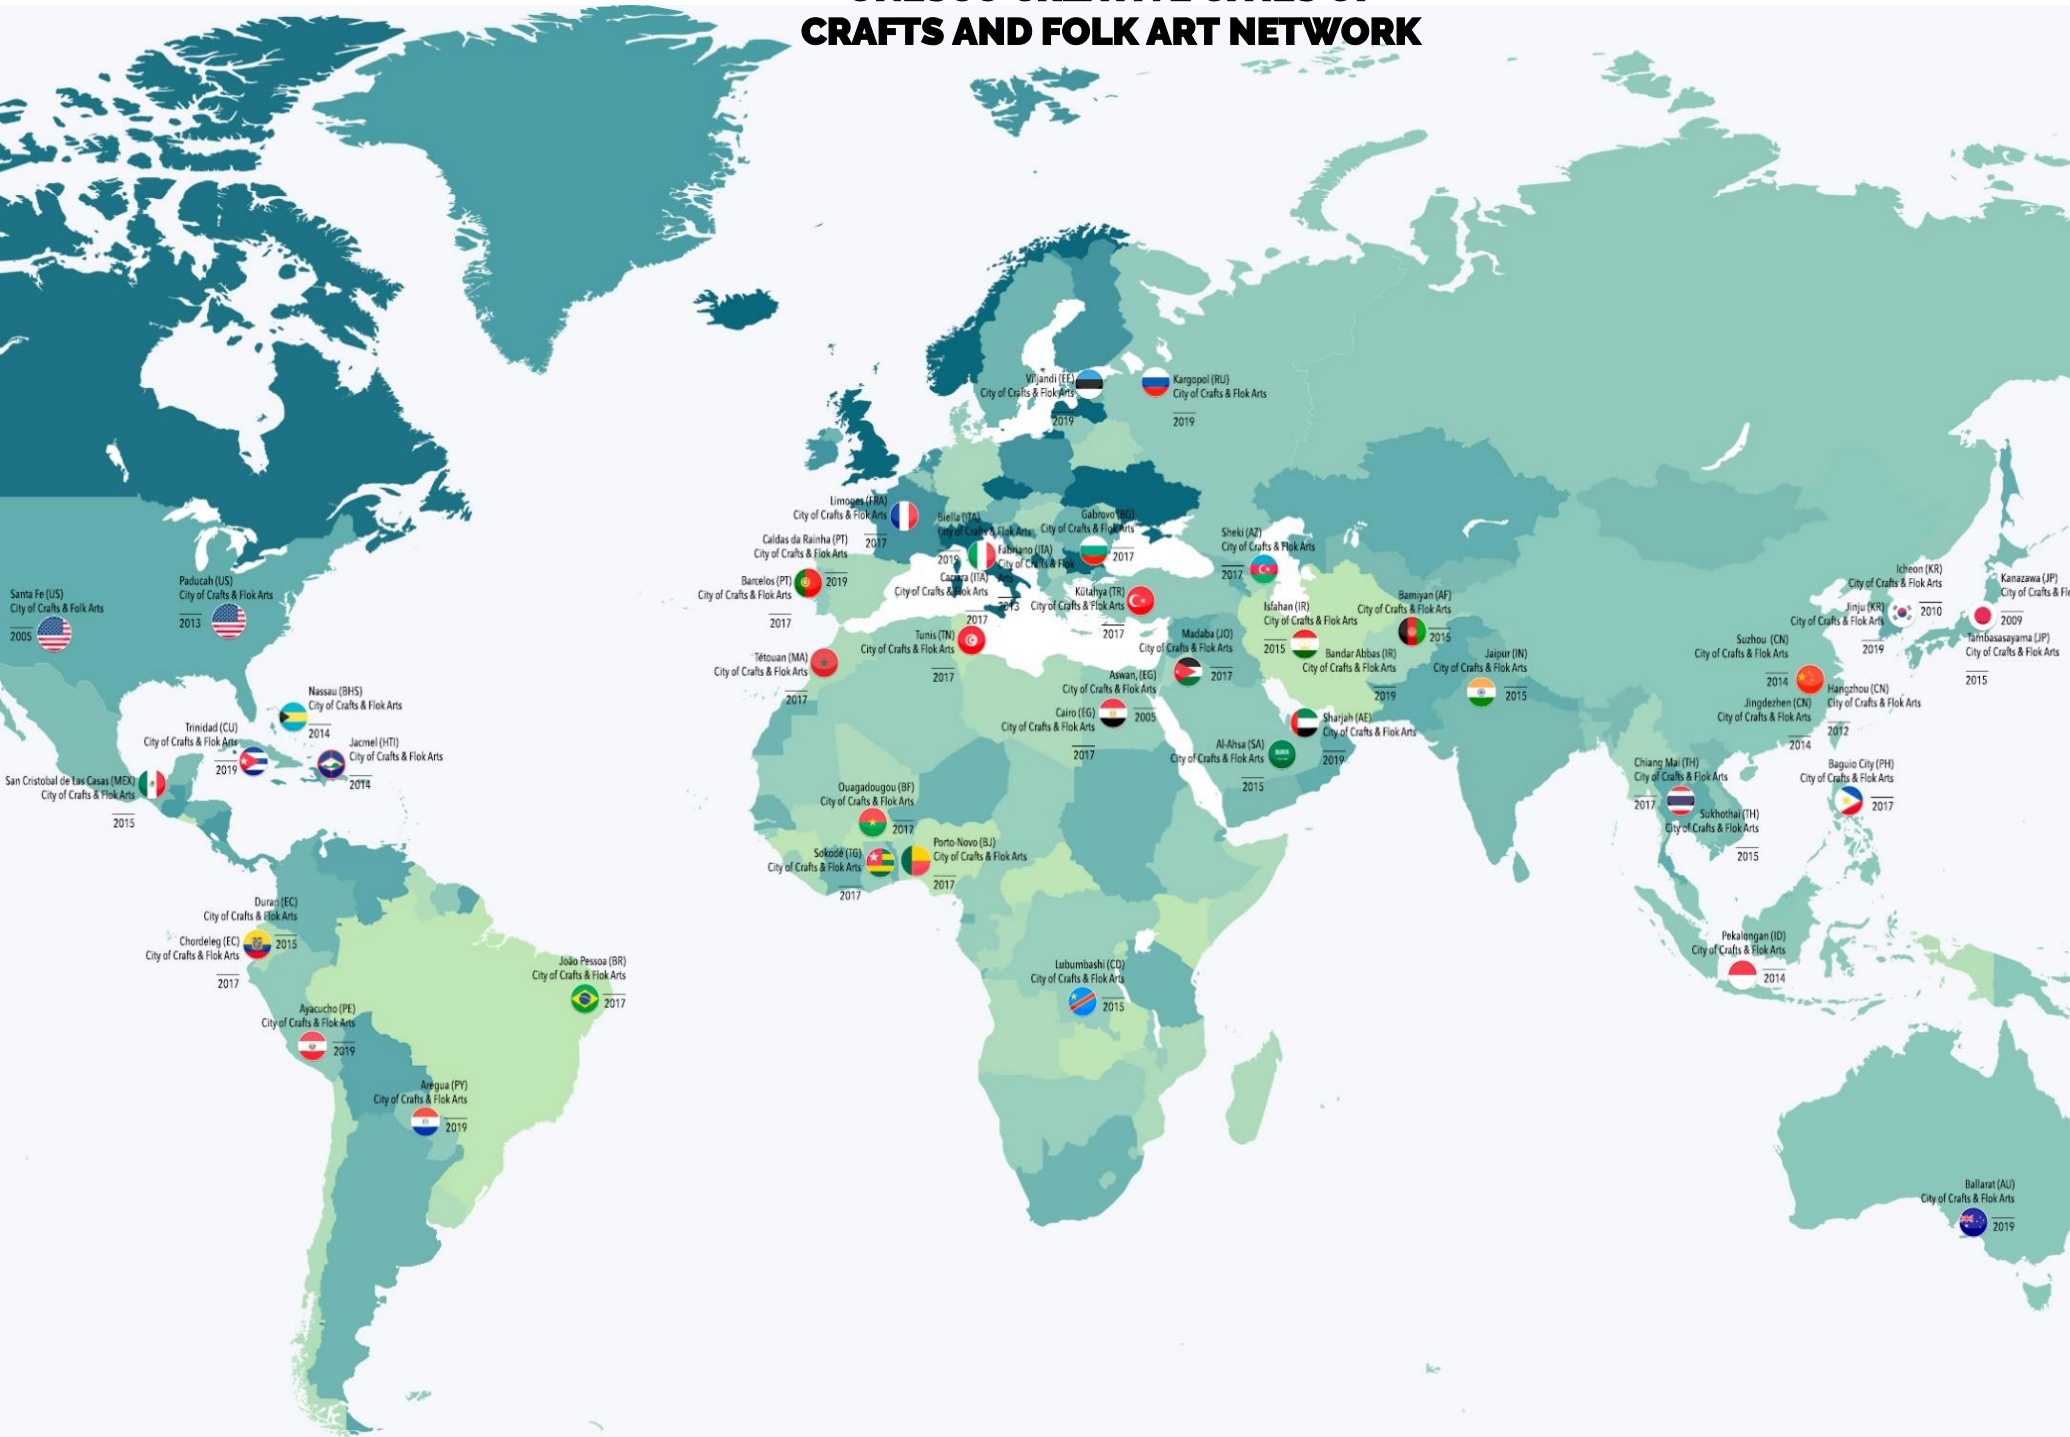 CRAFTS AND FOLK ART NETWORK
Viljandi (EE)
City of Crafts & Flok Arts
2019
Kargopol (RU)
City of Crafts & Flok Arts
2019
Limoges (FRA)
City of Crafts & Flok Arts
2017
Biella (ITA)
City of Crafts & Flok Arts
2019
Fabriano (ITA)
City of Crafts & Flok
Arts
2013
Carrara (ITA)
City of Crafts & Flok Arts
2017
Gabrovo (BG)
City of Crafts & Flok Arts
2017
Caldas da Rainha (PT)
City of Crafts & Flok Arts
2019
Barcelos (PT)
City of Crafts & Flok Arts
2017
Kütahya (TR)
City of Crafts & Flok Arts
2017
Sheki (AZ)
City of Crafts & Flok Arts
2017
Santa Fe (US)
City of Crafts & Folk Arts
2005
Paducah (US)
City of Crafts & Flok Arts
2013
Tunis (TN)
City of Crafts & Flok Arts
2017
Tétouan (MA)
City of Crafts & Flok Arts
2017
Madaba (JO)
City of Crafts & Flok Arts
2017
Isfahan (IR)
City of Crafts & Flok Arts
2015
Bandar Abbas (IR)
City of Crafts & Flok Arts
2019
Bamiyan (AF)
City of Crafts & Flok Arts
2015
Jaipur (IN)
City of Crafts & Flok Arts
2015
Icheon (KR)
City of Crafts & Flok Arts
2010
Jinju (KR)
City of Crafts & Flok Arts
2019
Kanazawa (JP)
City of Crafts & Fl
2009
Tambasasayama (JP)
City of Crafts & Flok Arts
2015
Suzhou (CN)
City of Crafts & Flok Arts
2014
Hangzhou (CN)
City of Crafts & Flok Arts
2012
Jingdezhen (CN)
City of Crafts & Flok Arts
2014
Aswan, (EG)
City of Crafts & Flok Arts
2005
Cairo (EG)
City of Crafts & Flok Arts
2017
Sharjah (AE)
City of Crafts & Flok Arts
2019
Al-Ahsa (SA)
City of Crafts & Flok Arts
2015
Nassau (BHS)
City of Crafts & Flok Arts
2014
Trinidad (CU)
City of Crafts & Flok Arts
2019
Jacmel (HTI)
City of Crafts & Flok Arts
2014
San Cristobal de Las Casas (MEX)
City of Crafts & Flok Arts
2015
Ouagadougou (BF)
City of Crafts & Flok Arts
2017
Sokodé (TG)
City of Crafts & Flok Arts
2017
Porto-Novo (BJ)
City of Crafts & Flok Arts
2017
Chiang Mai (TH)
City of Crafts & Flok Arts
2017
Sukhothai (TH)
City of Crafts & Flok Arts
2015
Baguio City (PH)
City of Crafts & Flok Arts
2017
Duran (EC)
City of Crafts & Flok Arts
2015
Chordeleg (EC)
City of Crafts & Flok Arts
2017
João Pessoa (BR)
City of Crafts & Flok Arts
2017
Lubumbashi (CD)
City of Crafts & Flok Arts
2015
Pekalongan (ID)
City of Crafts & Flok Arts
2014
Ayacucho (PE)
City of Crafts & Flok Arts
2019
Aregua (PY)
City of Crafts & Flok Arts
2019
Ballarat (AU)
City of Crafts & Flok Arts
2019